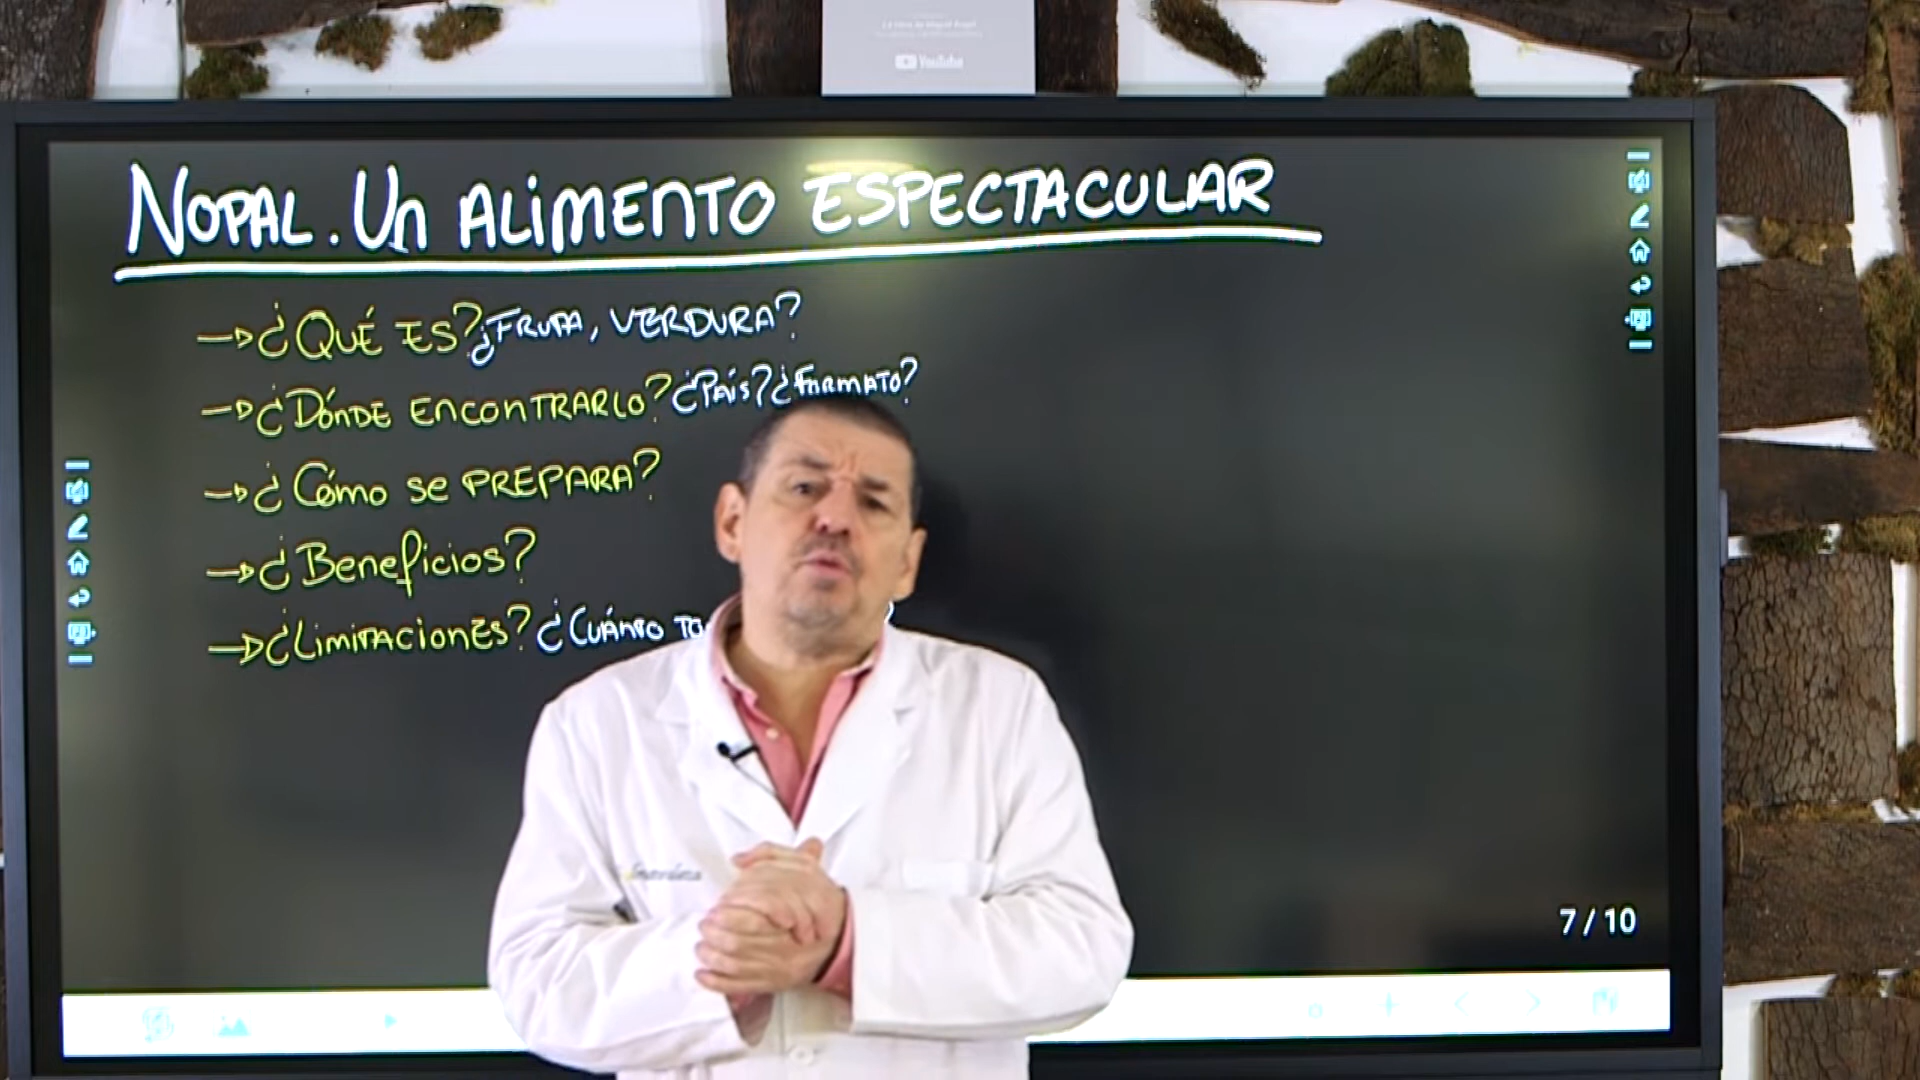 YouTube
NOPAL. Un ALIMENTO ESPECTACULAR
→ ¿QUÉ ES? ¿FRUTA, VERDURA?
→ ¿DÓNDE ENCONTRARLO? ¿PAÍS? ¿FORMATO?
→ ¿Cómo se PREPARA?
→ ¿Beneficios?
→ ¿LIMITACIONES? ¿CUÁNTO
7 / 10